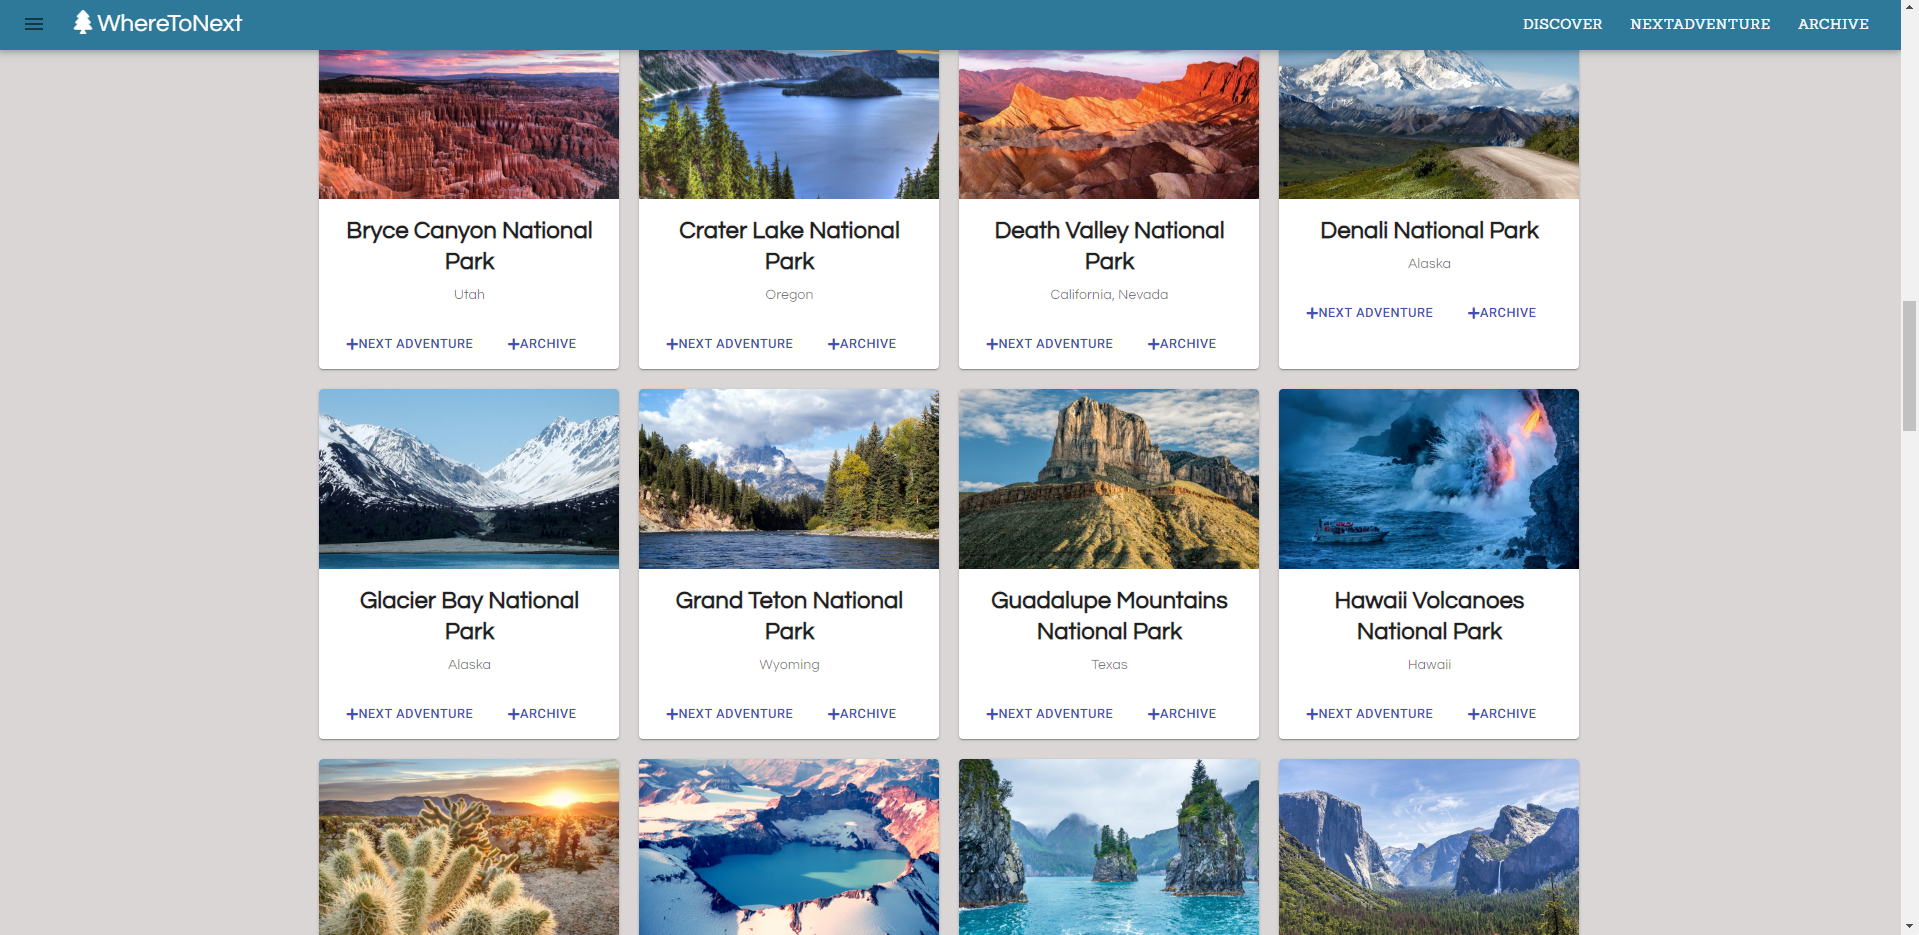 WhereToNext
DISCOVER
NEXTADVENTURE
ARCHIVE
Bryce Canyon National
Park
Utah
+NEXT ADVENTURE
+ARCHIVE
Crater Lake National
Park
Oregon
+NEXT ADVENTURE
+ARCHIVE
Death Valley National
Park
California, Nevada
+NEXT ADVENTURE
+ARCHIVE
Denali National Park
Alaska
+NEXT ADVENTURE
+ARCHIVE
Glacier Bay National
Park
Alaska
+NEXT ADVENTURE
+ARCHIVE
Grand Teton National
Park
Wyoming
+NEXT ADVENTURE
+ARCHIVE
Guadalupe Mountains
National Park
Texas
+NEXT ADVENTURE
+ARCHIVE
Hawaii Volcanoes
National Park
Hawaii
+NEXT ADVENTURE
+ARCHIVE